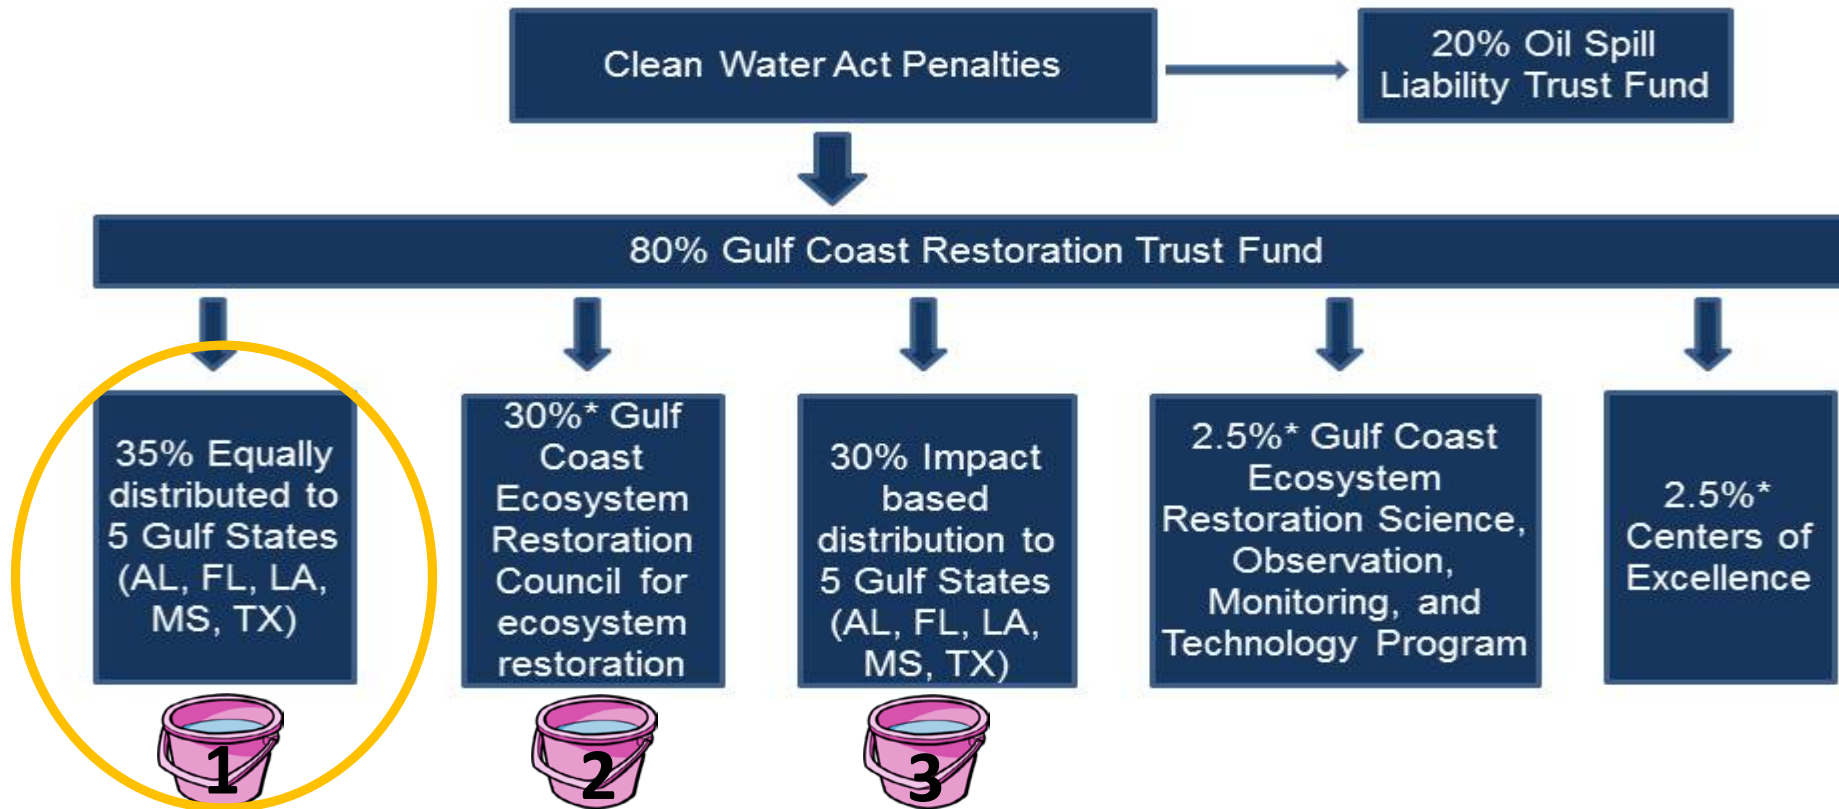 Clean Water Act Penalties
20% Oil Spill
Liability Trust Fund
80% Gulf Coast Restoration Trust Fund
35% Equally
distributed to
5 Gulf States
(AL, FL, LA,
MS, TX)
30%* Gulf
Coast
Ecosystem
Restoration
Council for
ecosystem
restoration
30% Impact
based
distribution to
5 Gulf States
(AL, FL, LA,
MS, TX)
2.5%* Gulf Coast
Ecosystem
Restoration Science,
Observation,
Monitoring, and
Technology Program
2.5%*
Centers of
Excellence
1
2
3